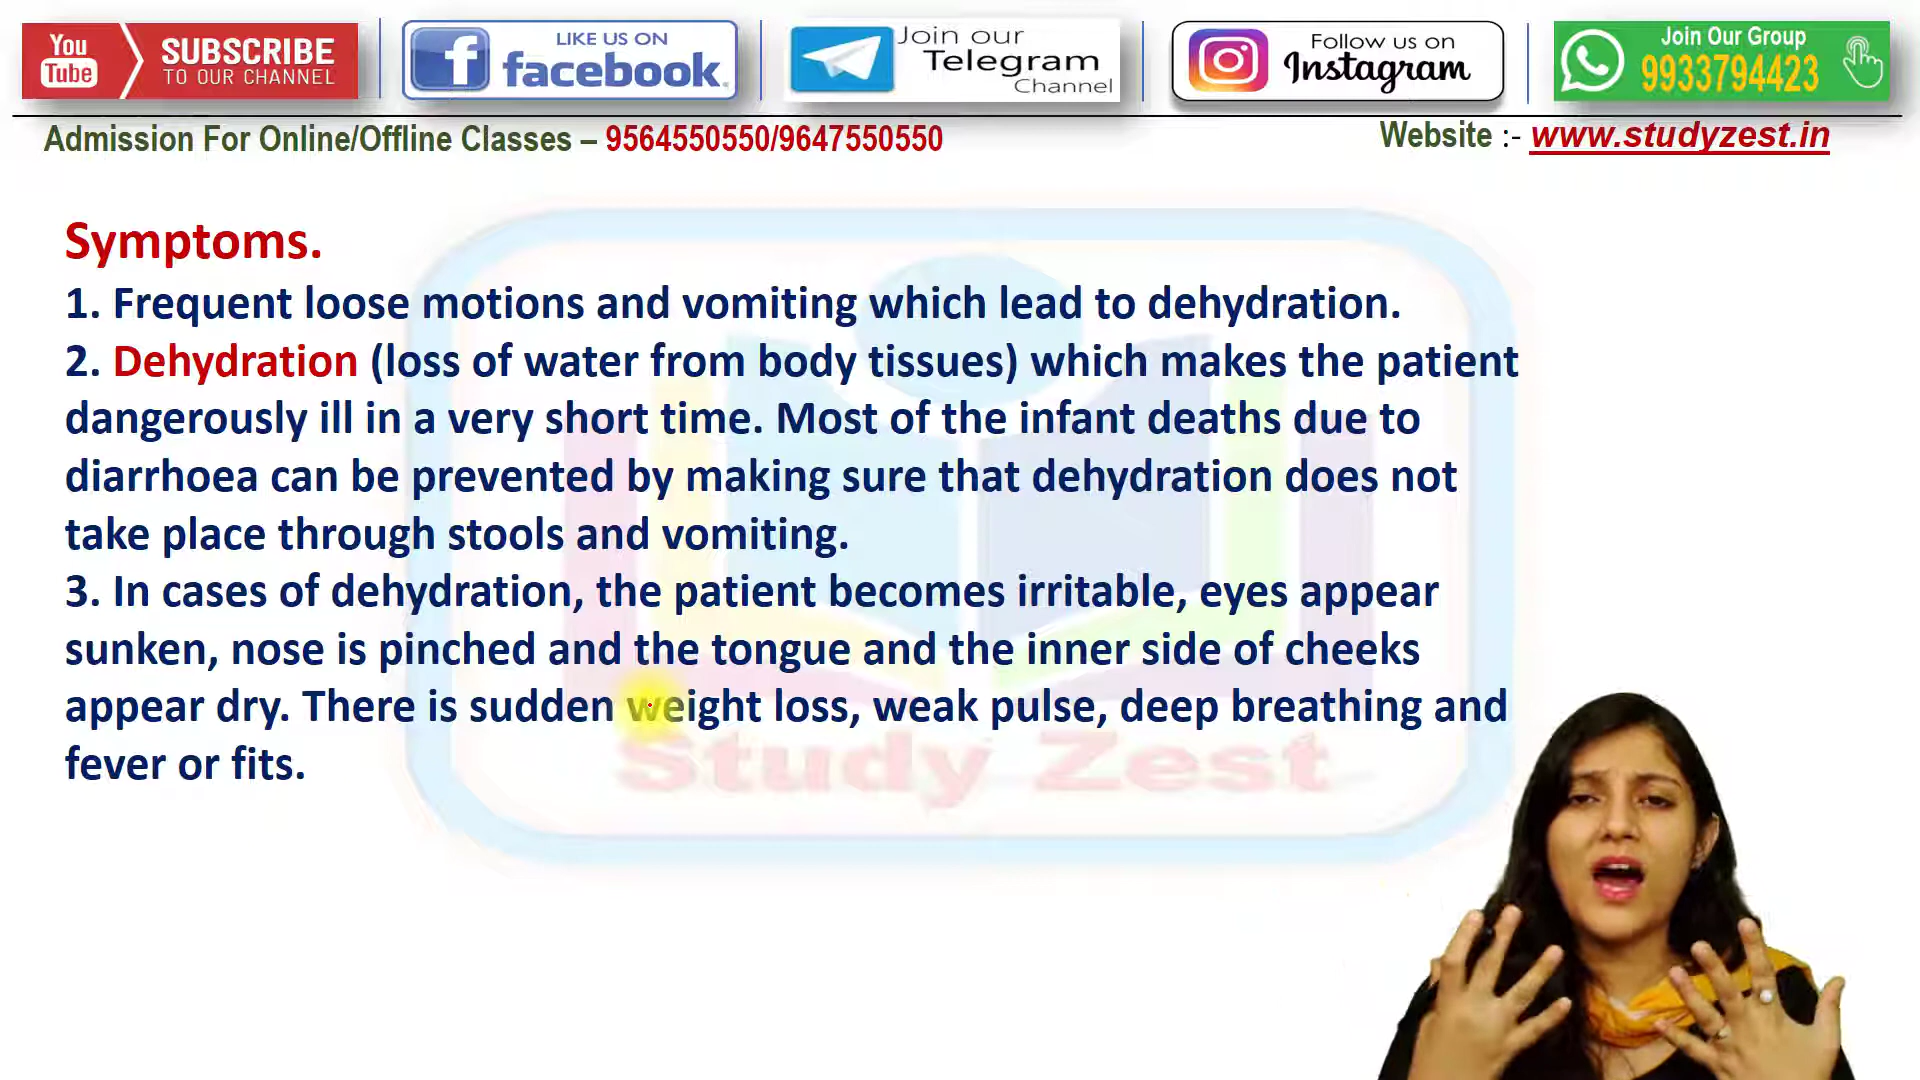 You Tube
SUBSCRIBE
TO OUR CHANNEL
LIKE US ON
facebook.
Join our
Telegram
Channel
Follow us on
Instagram
Join Our Group
9933794423
Admission For Online/Offline Classes – 9564550550/9647550550
Website :- www.studyzest.in
Symptoms.
1. Frequent loose motions and vomiting which lead to dehydration.
2. Dehydration (loss of water from body tissues) which makes the patient
dangerously ill in a very short time. Most of the infant deaths due to
diarrhoea can be prevented by making sure that dehydration does not
take place through stools and vomiting.
3. In cases of dehydration, the patient becomes irritable, eyes appear
sunken, nose is pinched and the tongue and the inner side of cheeks
appear dry. There is sudden weight loss, weak pulse, deep breathing and
fever or fits.
Study Zest